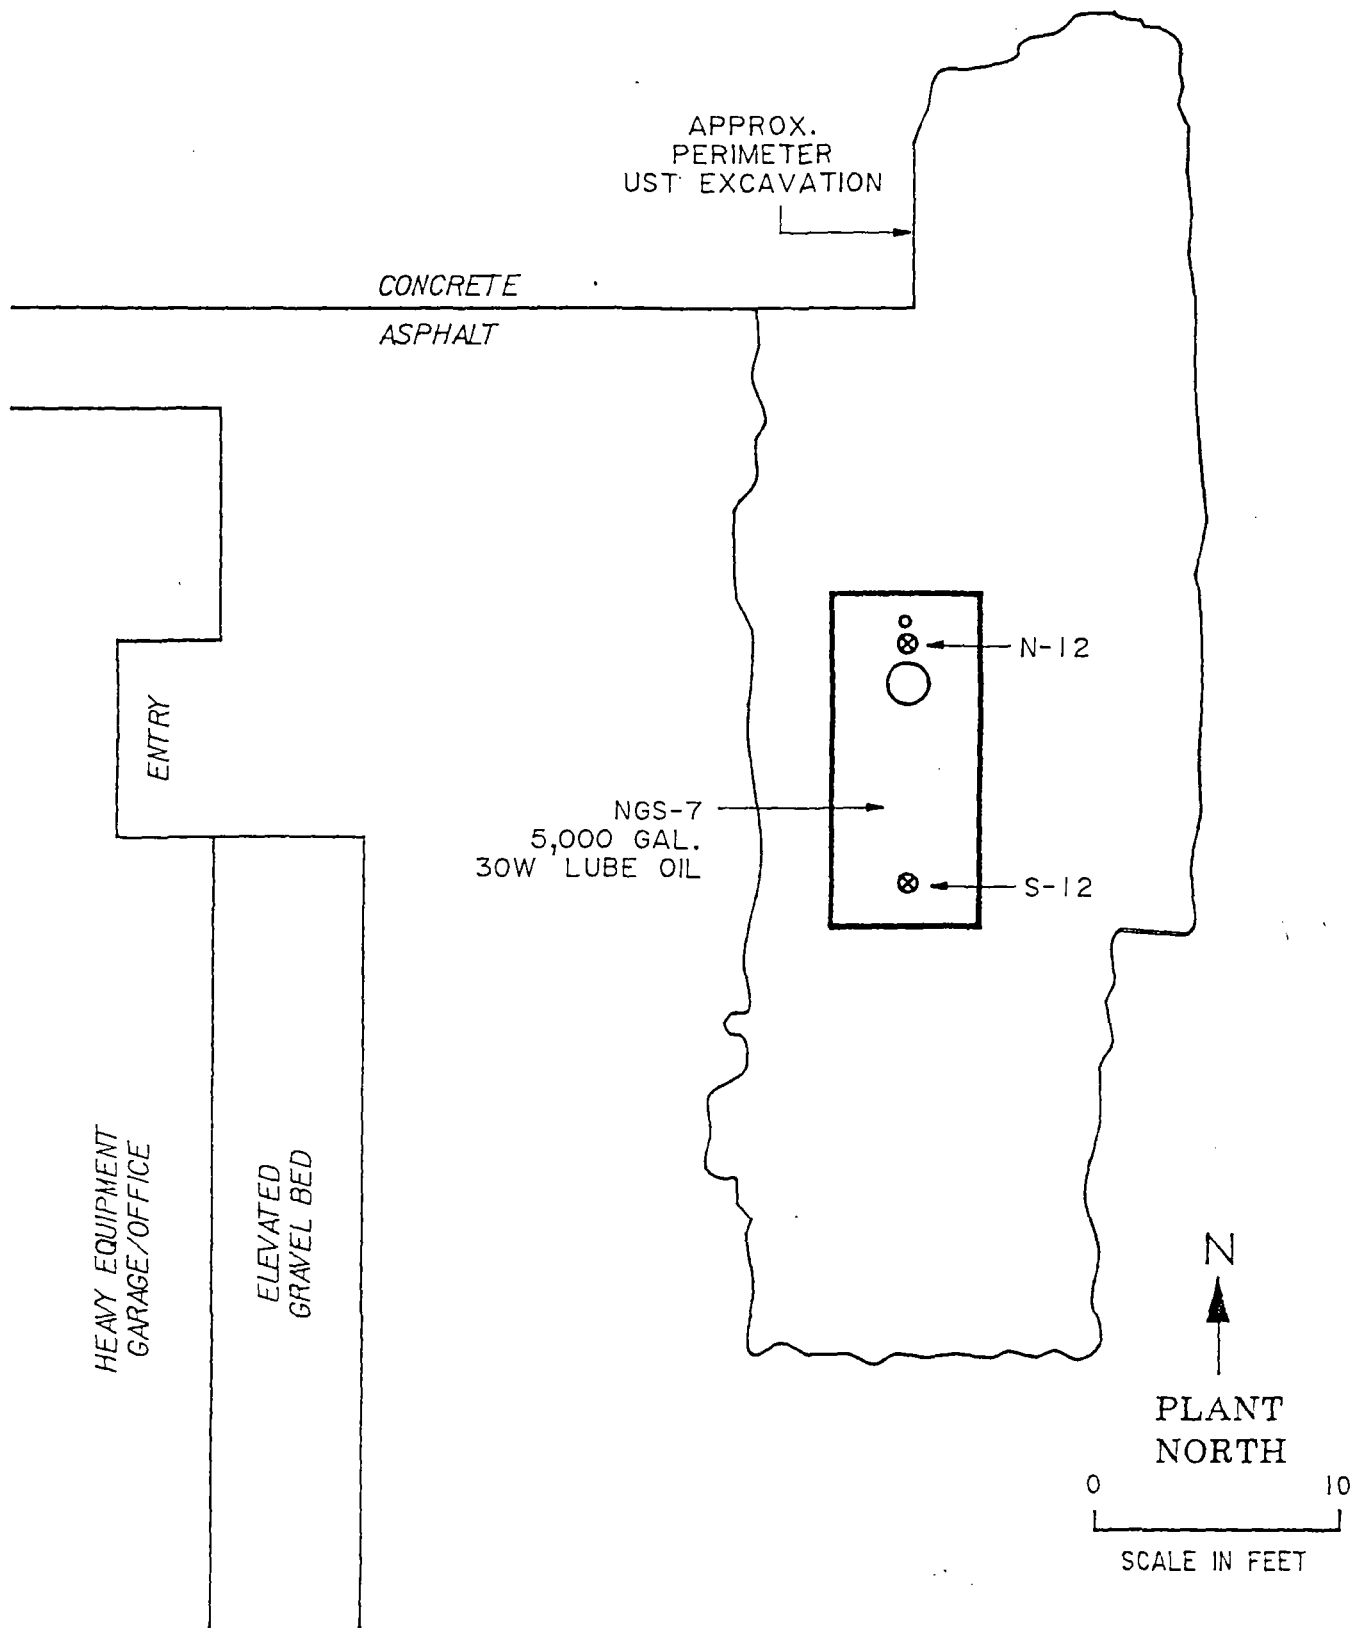 APPROX.
PERIMETER
UST EXCAVATION
CONCRETE
ASPHALT
N-12
ENTRY
NGS-7
5,000 GAL.
30W LUBE OIL
S-12
HEAVY EQUIPMENT
GARAGE/OFFICE
ELEVATED
GRAVEL BED
N
PLANT
NORTH
0 10
SCALE IN FEET